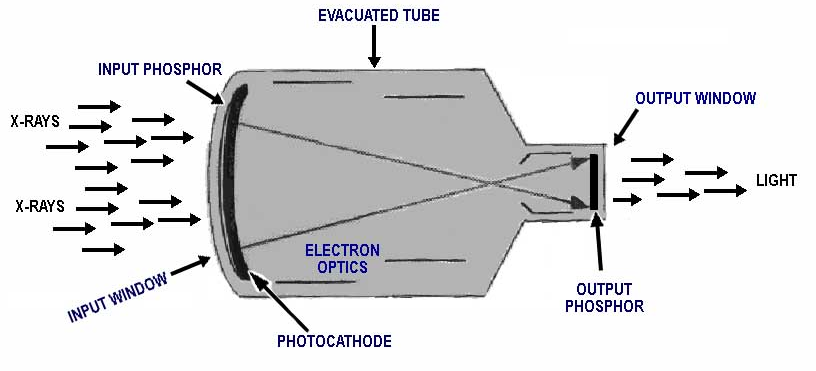 EVACUATED TUBE
INPUT PHOSPHOR
OUTPUT WINDOW
X-RAYS
LIGHT
X-RAYS
ELECTRON
OPTICS
INPUT WINDOW
OUTPUT
PHOSPHOR
PHOTOCATHODE